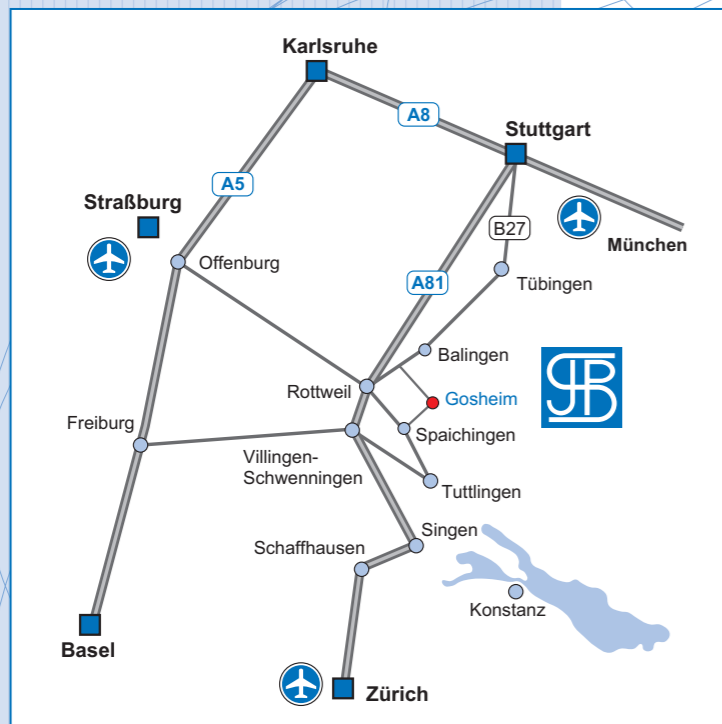 Karlsruhe
A8
Stuttgart
A5
Straßburg
B27
München
Offenburg
A81
Tübingen
Balingen
Rottweil
Gosheim
Freiburg
Spaichingen
Villingen-
Schwenningen
Tuttlingen
Singen
Schaffhausen
Konstanz
Basel
Zürich